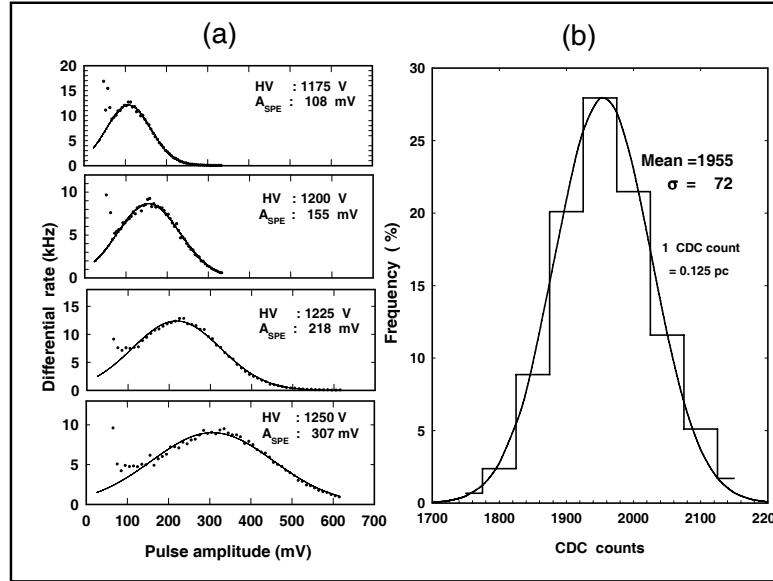 (a)
(b)
Differential rate (kHz)
20
15
10
5
0
HV : 1175 V
A_SPE : 108 mV
10
5
0
HV : 1200 V
A_SPE : 155 mV
15
10
5
0
HV : 1225 V
A_SPE : 218 mV
10
5
0
HV : 1250 V
A_SPE : 307 mV
0 100 200 300 400 500 600 700
Pulse amplitude (mV)
Frequency ( %)
30
25
20
15
10
5
0
Mean =1955
σ = 72
1 CDC count
= 0.125 pc
1700 1800 1900 2000 2100 220
CDC counts